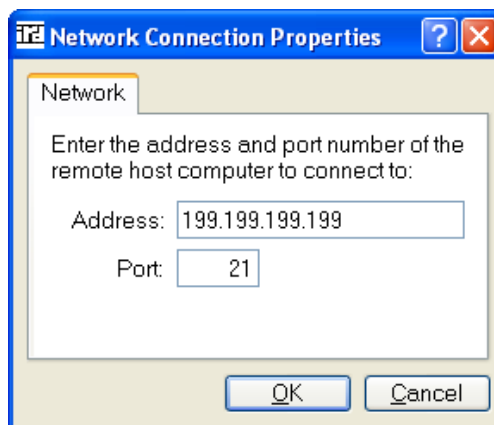 Network Connection Properties
Network
Enter the address and port number of the
remote host computer to connect to:
Address: 199.199.199.199
Port: 21
OK Cancel